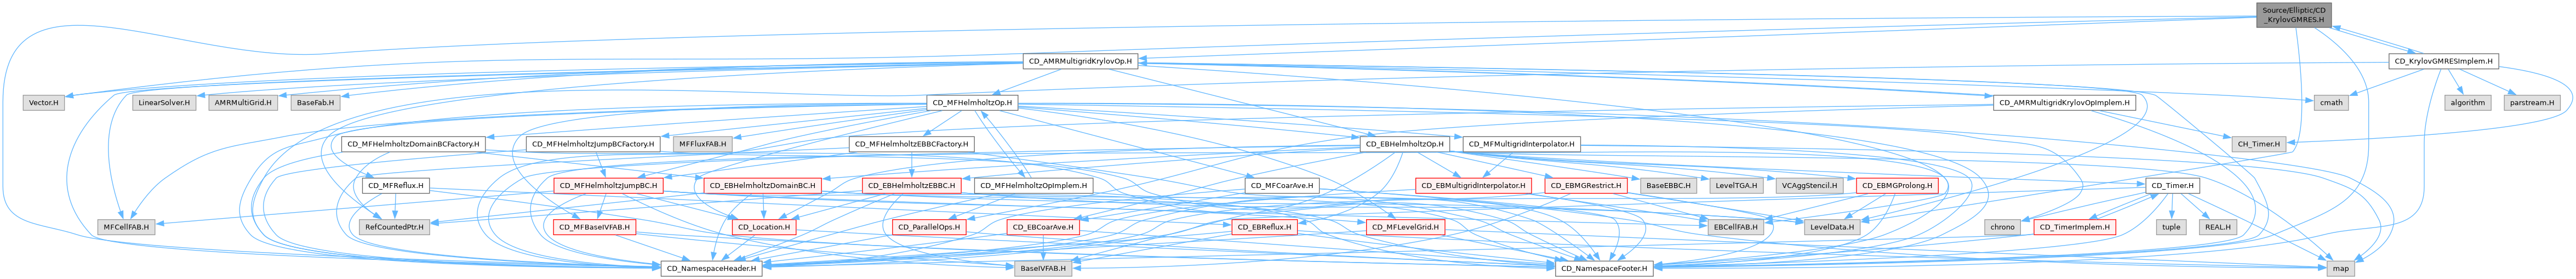 Source/Elliptic/CD
_KrylovGMRES.H
CD_AMRMultigridKrylovOp.H
CD_KrylovGMRESImplem.H
Vector.H
LinearSolver.H
AMRMultiGrid.H
BaseFab.H
CD_MFHelmholtzOp.H
CD_AMRMultigridKrylovOpImplem.H
cmath
algorithm
parstream.H
CD_MFHelmholtzDomainBCFactory.H
CD_MFHelmholtzJumpBCFactory.H
MFFluxFAB.H
CD_MFHelmholtzEBBCFactory.H
CD_EBHelmholtzOp.H
CD_MFMultigridInterpolator.H
CH_Timer.H
CD_MFReflux.H
CD_MFHelmholtzJumpBC.H
CD_EBHelmholtzDomainBC.H
CD_EBHelmholtzEBBC.H
CD_MFHelmholtzOpImplem.H
CD_MFCoarAve.H
CD_EBMultigridInterpolator.H
CD_EBMGRestrict.H
BaseEBBC.H
LevelTGA.H
VCAggStencil.H
CD_EBMGProlong.H
CD_Timer.H
MFCellFAB.H
RefCountedPtr.H
CD_MFBaseIVFAB.H
CD_Location.H
CD_ParallelOps.H
CD_EBCoarAve.H
CD_EBReflux.H
CD_MFLevelGrid.H
EBCellFAB.H
LevelData.H
chrono
CD_TimerImplem.H
tuple
REAL.H
CD_NamespaceHeader.H
BaseIVFAB.H
CD_NamespaceFooter.H
map